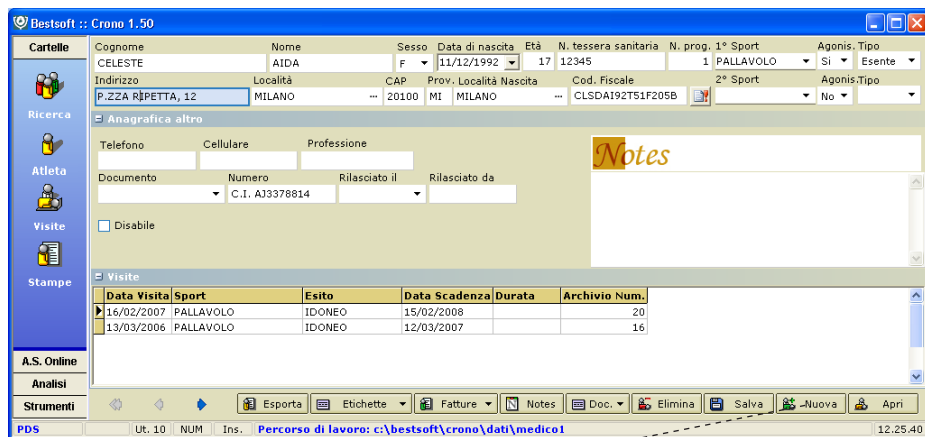 Bestsoft :: Crono 1.50
Cartelle
Ricerca
Atleta
Visite
Stampe
A.S. Online
Analisi
Strumenti
Cognome Nome Sesso Data di nascita Età N. tessera sanitaria N. prog. 1° Sport Agonis. Tipo
CELESTE AIDA F 11/12/1992 17 12345 1 PALLAVOLO Si Esente
Indirizzo Località CAP Prov. Località Nascita Cod. Fiscale 2° Sport Agonis.Tipo
P.ZZA RIPETTA, 12 MILANO ... 20100 MI MILANO ... CLSDAI92T51F205B No
Anagrafica altro
Telefono Cellulare Professione
Notes
Documento Numero Rilasciato il Rilasciato da
C.I. AJ3378814
Disabile
Visite
Data Visita Sport Esito Data Scadenza Durata Archivio Num.
16/02/2007 PALLAVOLO IDONEO 15/02/2008 20
13/03/2006 PALLAVOLO IDONEO 12/03/2007 16
Esporta Etichette Fatture Notes Doc. Elimina Salva Nuova Apri
PDS Ut. 10 NUM Ins. Percorso di lavoro: c:\bestsoft\crono\dati\medico1 12.25.40